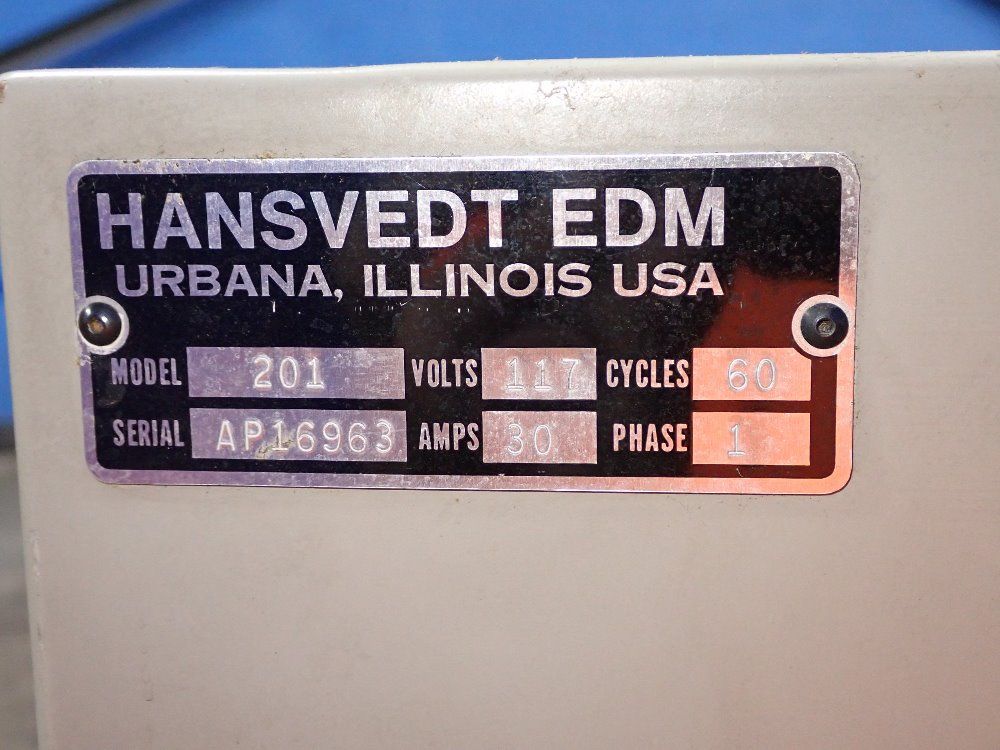 HANSVEDT EDM
URBANA, ILLINOIS USA
MODEL 201 VOLTS 117 CYCLES 60
SERIAL AP16963 AMPS 30 PHASE 1